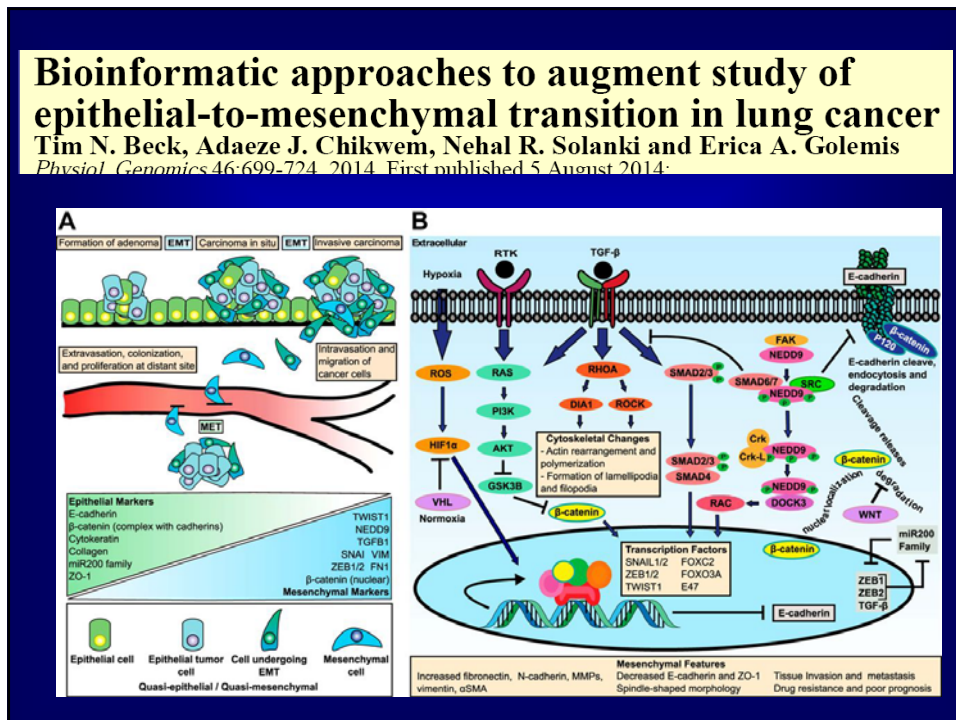 Bioinformatic approaches to augment study of
epithelial-to-mesenchymal transition in lung cancer
Tim N. Beck, Adaeze J. Chikwem, Nehal R. Solanki and Erica A. Golemis
Physiol. Genomics 46:699-724, 2014. First published 5 August 2014;
A
Formation of adenoma
EMT
Carcinoma in situ
EMT
Invasive carcinoma
Extravasation, colonization,
and proliferation at distant site
Intravasation and
migration of
cancer cells
MET
Epithelial Markers
E-cadherin
β-catenin (complex with cadherins)
Cytokeratin
Collagen
miR200 family
ZO-1
TWIST1
NEDD9
TGFB1
SNAI VIM
ZEB1/2 FN1
β-catenin (nuclear)
Mesenchymal Markers
Epithelial cell
Epithelial tumor
cell
Cell undergoing
EMT
Mesenchymal
cell
Quasi-epithelial / Quasi-mesenchymal
B
Extracellular
Hypoxia
RTK
TGF-β
E-cadherin
β-catenin
P120
E-cadherin cleave,
endocytosis and
degradation
FAK
NEDD9
ROS
RAS
RHOA
SMAD2/3
P
P
SMAD6/7
SRC
NEDD9
P
P
P
DIA1
ROCK
PI3K
Cleavage releases
HIF1α
AKT
Cytoskeletal Changes
- Actin rearrangement and
polymerization
- Formation of lamellipodia
and filopodia
Crk
Crk-L
NEDD9
P
P
β-catenin
SMAD2/3
P
P
SMAD4
GSK3B
NEDD9
P
P
DOCK3
RAC
nuclear localization
degradation
VHL
Normoxia
β-catenin
WNT
miR200
Family
β-catenin
Transcription Factors
SNAIL1/2 FOXC2
ZEB1/2 FOXO3A
TWIST1 E47
ZEB1
ZEB2
TGF-β
E-cadherin
Mesenchymal Features
Increased fibronectin, N-cadherin, MMPs,
vimentin, αSMA
Decreased E-cadherin and ZO-1
Spindle-shaped morphology
Tissue Invasion and metastasis
Drug resistance and poor prognosis